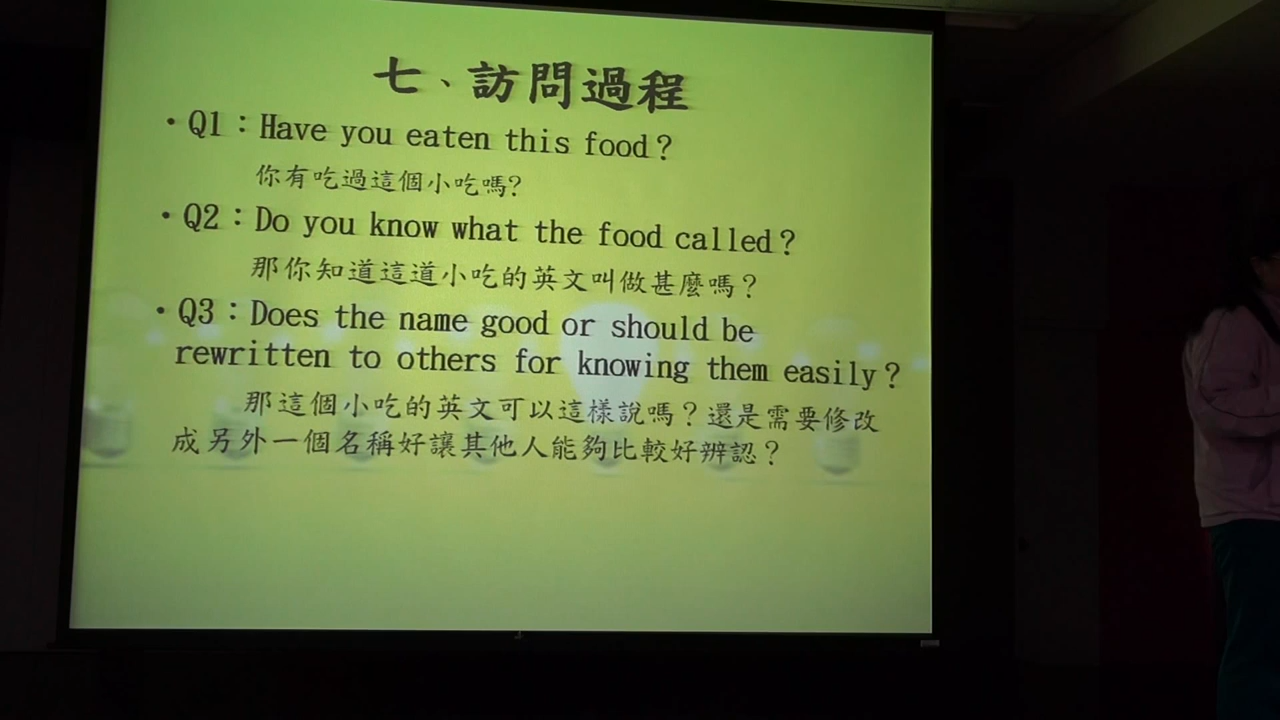 七、訪問過程
•Q1：Have you eaten this food？
你有吃過這個小吃嗎?
•Q2：Do you know what the food called？
那你知道這道小吃的英文叫做甚麼嗎？
•Q3：Does the name good or should be
rewritten to others for knowing them easily？
那這個小吃的英文可以這樣說嗎？還是需要修改
成另外一個名稱好讓其他人能夠比較好辨認？